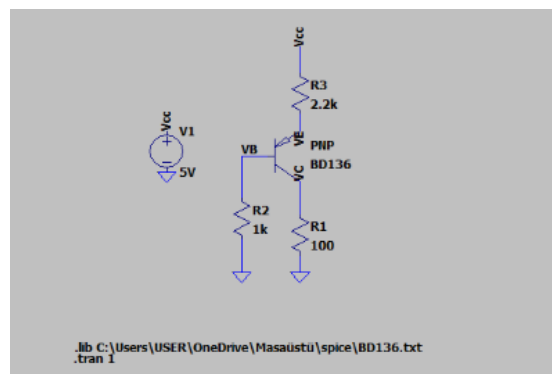 Vcc
R3
2.2k
Vcc
V1
5V
VE
PNP
VB
BD136
VC
R2
1k
R1
100
.lib C:\Users\USER\OneDrive\Masaüstü\spice\BD136.txt
.tran 1